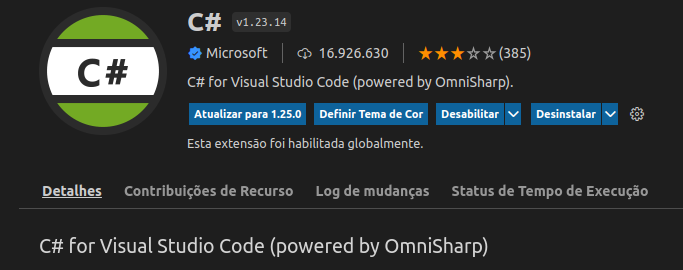 C# v1.23.14
C#
Microsoft 16.926.630 (385)
C# for Visual Studio Code (powered by OmniSharp).
Atualizar para 1.25.0 Definir Tema de Cor Desabilitar Desinstalar
Esta extensão foi habilitada globalmente.
Detalhes Contribuições de Recurso Log de mudanças Status de Tempo de Execução
C# for Visual Studio Code (powered by OmniSharp)